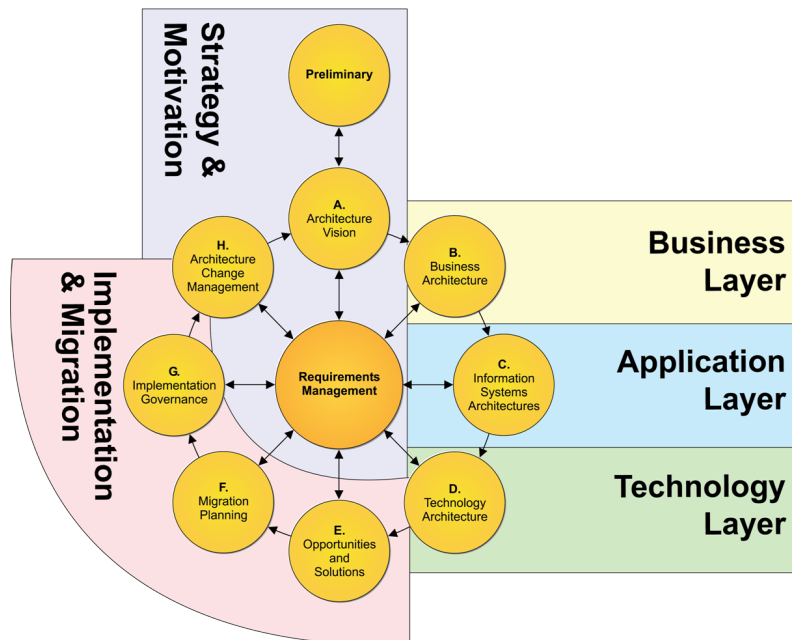 Strategy &
Motivation
Preliminary
A.
Architecture
Vision
H.
Architecture
Change
Management
B.
Business
Architecture
Business
Layer
Implementation
& Migration
G.
Implementation
Governance
Requirements
Management
C.
Information
Systems
Architectures
Application
Layer
F.
Migration
Planning
E.
Opportunities
and
Solutions
D.
Technology
Architecture
Technology
Layer